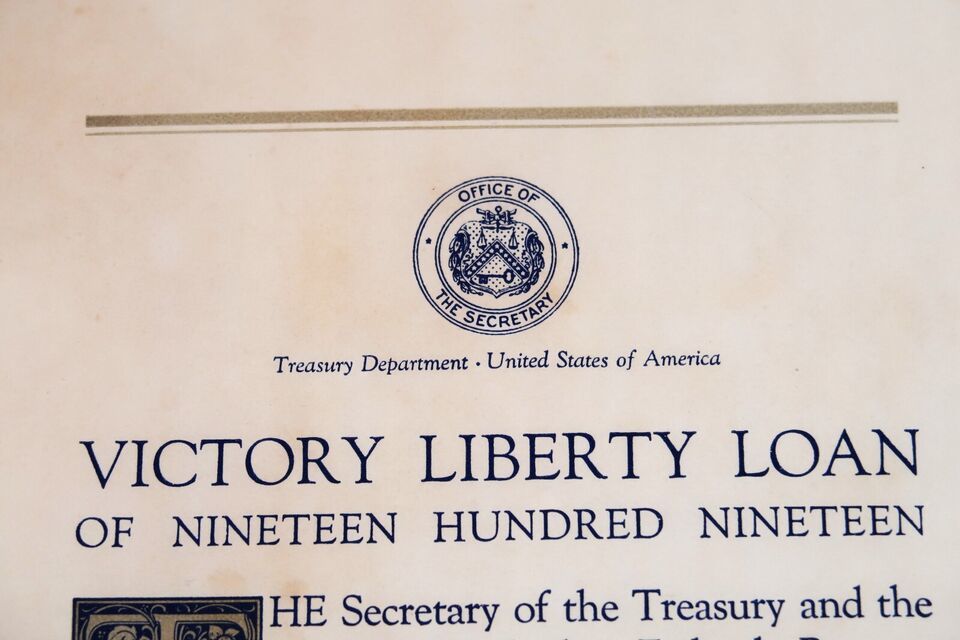 OFFICE OF
THE SECRETARY
Treasury Department · United States of America
VICTORY LIBERTY LOAN
OF NINETEEN HUNDRED NINETEEN
THE Secretary of the Treasury and the